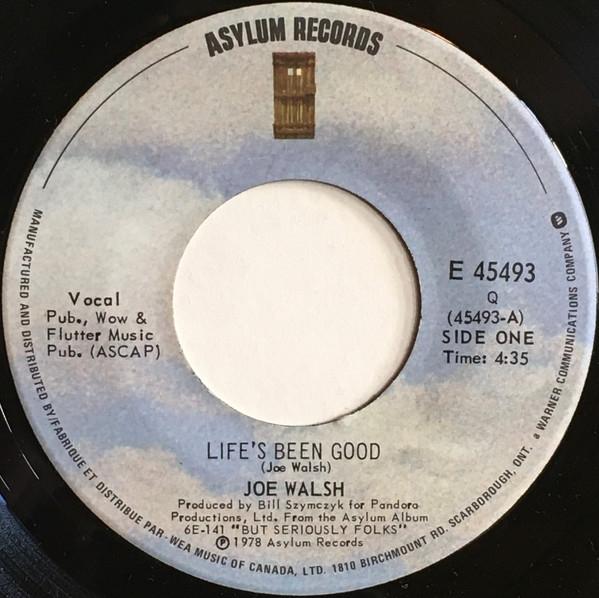 ASYLUM RECORDS
Vocal
Pub., Wow &
Flutter Music
Pub. (ASCAP)
E 45493
Q
(45493-A)
SIDE ONE
Time: 4:35
LIFE'S BEEN GOOD
(Joe Walsh)
JOE WALSH
Produced by Bill Szymczyk for Pandora
Productions, Ltd. From the Asylum Album
6E-141 "BUT SERIOUSLY FOLKS"
Ⓟ 1978 Asylum Records
MANUFACTURED AND DISTRIBUTED BY/FABRIQUE ET DISTRIBUE PAR-WEA MUSIC OF CANADA, LTD. 1810 BIRCHMOUNT RD. SCARBOROUGH, ONT. a WARNER COMMUNICATIONS COMPANY